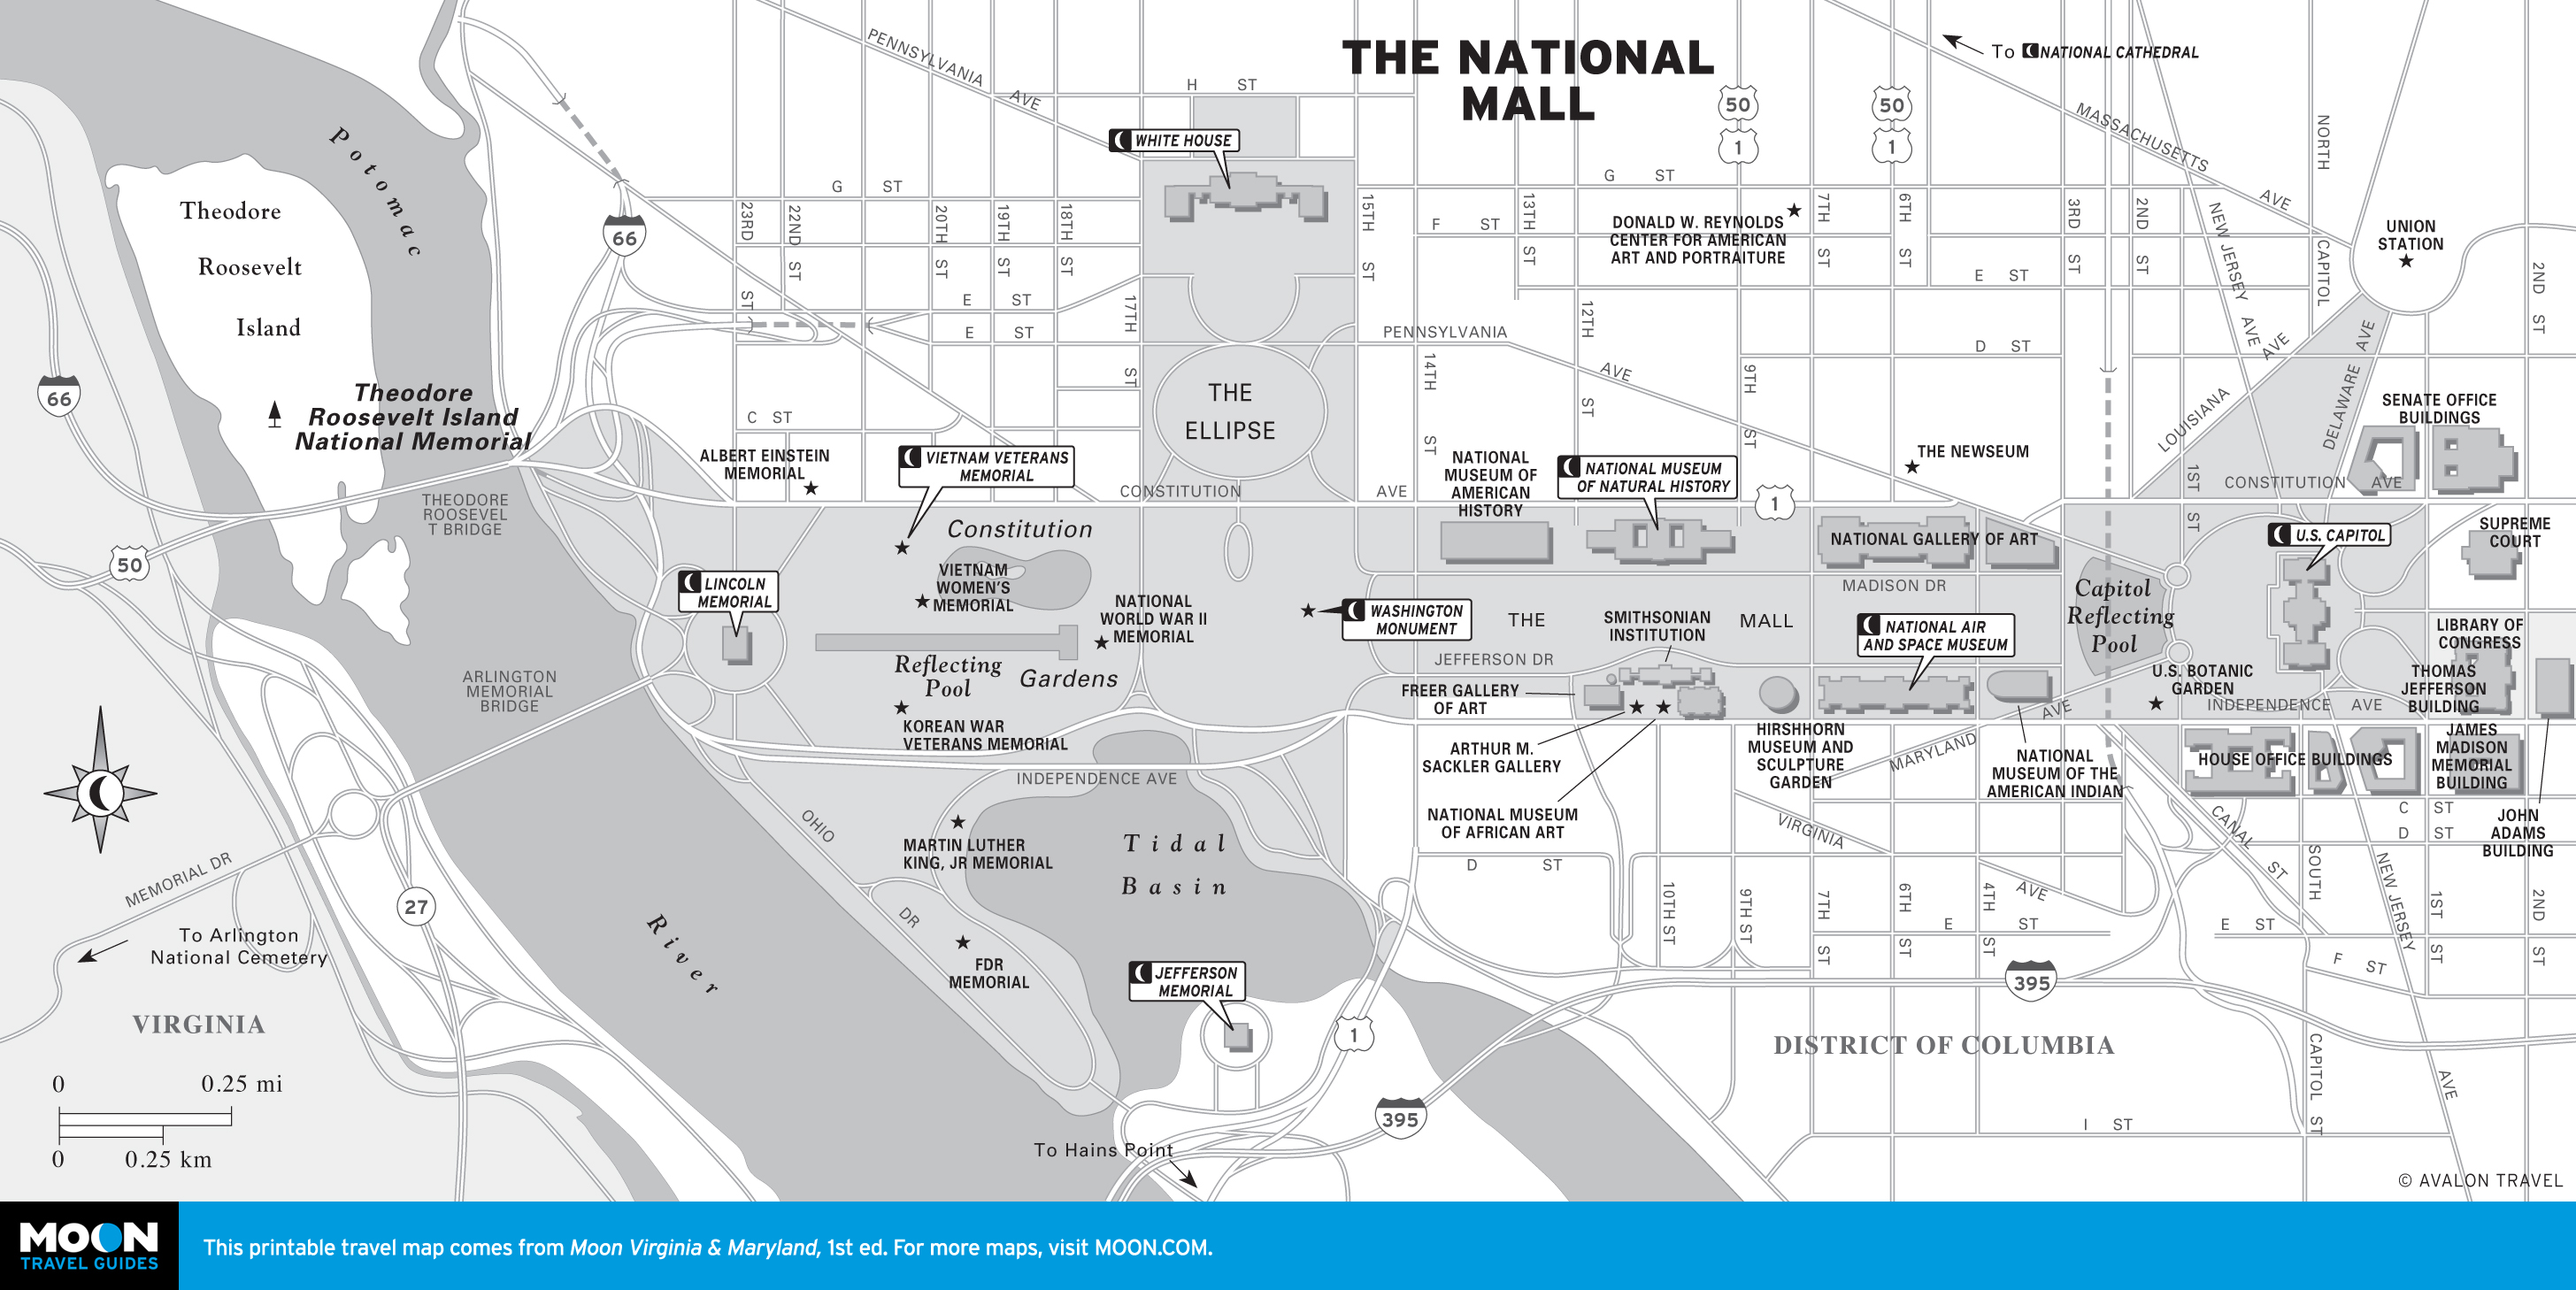 THE NATIONAL
MALL
To NATIONAL CATHEDRAL
PENNSYLVANIA
AVE
H ST
50
50
1
1
MASSACHUSETTS
AVE
NORTH
CAPITOL
WHITE HOUSE
Potomac
Theodore
Roosevelt
Island
G ST
G ST
66
23RD
ST
22ND
ST
20TH
ST
19TH
ST
18TH
ST
17TH
ST
15TH
ST
13TH
ST
F ST
DONALD W. REYNOLDS
CENTER FOR AMERICAN
ART AND PORTRAITURE
7TH
ST
6TH
ST
3RD
ST
2ND
ST
NEW JERSEY
AVE
UNION
STATION
2ND
ST
E ST
E ST
E ST
PENNSYLVANIA
AVE
12TH
ST
14TH
ST
9TH
ST
D ST
AVE
LOUISIANA
DELAWARE
AVE
66
Theodore
Roosevelt Island
National Memorial
THE
ELLIPSE
C ST
SENATE OFFICE
BUILDINGS
ALBERT EINSTEIN
MEMORIAL
VIETNAM VETERANS
MEMORIAL
CONSTITUTION
AVE
NATIONAL
MUSEUM OF
AMERICAN
HISTORY
NATIONAL MUSEUM
OF NATURAL HISTORY
1
THE NEWSEUM
1ST
ST
CONSTITUTION AVE
THEODORE
ROOSEVEL
T BRIDGE
50
Constitution
NATIONAL GALLERY OF ART
U.S. CAPITOL
SUPREME
COURT
LINCOLN
MEMORIAL
VIETNAM
WOMEN'S
MEMORIAL
NATIONAL
WORLD WAR II
MEMORIAL
WASHINGTON
MONUMENT
MADISON DR
THE
MALL
SMITHSONIAN
INSTITUTION
NATIONAL AIR
AND SPACE MUSEUM
Capitol
Reflecting
Pool
LIBRARY OF
CONGRESS
ARLINGTON
MEMORIAL
BRIDGE
Reflecting
Pool
Gardens
JEFFERSON DR
FREER GALLERY
OF ART
U.S. BOTANIC
GARDEN
THOMAS
JEFFERSON
BUILDING
INDEPENDENCE AVE
KOREAN WAR
VETERANS MEMORIAL
INDEPENDENCE AVE
ARTHUR M.
SACKLER GALLERY
HIRSHHORN
MUSEUM AND
SCULPTURE
GARDEN
MARYLAND
AVE
NATIONAL
MUSEUM OF THE
AMERICAN INDIAN
HOUSE OFFICE BUILDINGS
JAMES
MADISON
MEMORIAL
BUILDING
OHIO
DR
MARTIN LUTHER
KING, JR MEMORIAL
Tidal
Basin
NATIONAL MUSEUM
OF AFRICAN ART
VIRGINIA
AVE
CANAL
ST
C ST
D ST
JOHN
ADAMS
BUILDING
MEMORIAL DR
27
To Arlington
National Cemetery
River
FDR
MEMORIAL
D ST
10TH ST
9TH ST
7TH
ST
6TH
ST
4TH
ST
E ST
E ST
F ST
SOUTH
CAPITOL
ST
NEW JERSEY
AVE
1ST
ST
2ND
ST
JEFFERSON
MEMORIAL
1
395
395
VIRGINIA
DISTRICT OF COLUMBIA
0 0.25 mi
0 0.25 km
To Hains Point
I ST
© AVALON TRAVEL
MOON
TRAVEL GUIDES
This printable travel map comes from Moon Virginia & Maryland, 1st ed. For more maps, visit MOON.COM.